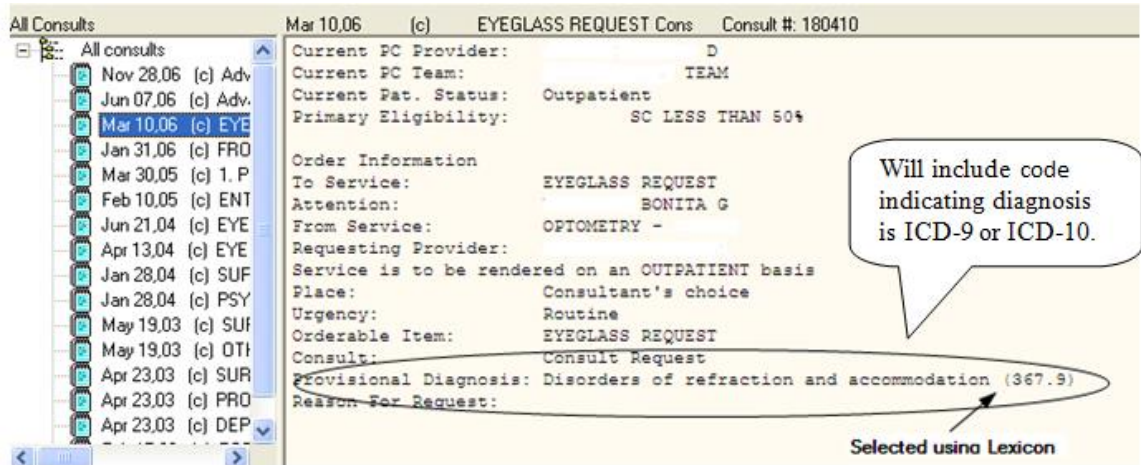 All Consults
All consults
Nov 28,06 (c) Adv
Jun 07,06 (c) Adv
Mar 10,06 (c) EYE
Jan 31,06 (c) FRO
Mar 30,05 (c) 1. P
Feb 10,05 (c) ENT
Jun 21,04 (c) EYE
Apr 13,04 (c) EYE
Jan 28,04 (c) SUF
Jan 28,04 (c) PSY
May 19,03 (c) SUF
May 19,03 (c) OTH
Apr 23,03 (c) SUR
Apr 23,03 (c) PRO
Apr 23,03 (c) DEP
Mar 10,06 (c) EYEGLASS REQUEST Cons Consult #: 180410
Current PC Provider: D
Current PC Team: TEAM
Current Pat. Status: Outpatient
Primary Eligibility: SC LESS THAN 50%
Order Information
To Service: EYEGLASS REQUEST
Attention: BONITA G
From Service: OPTOMETRY -
Requesting Provider:
Service is to be rendered on an OUTPATIENT basis
Place: Consultant's choice
Urgency: Routine
Orderable Item: EYEGLASS REQUEST
Consult: Consult Request
Provisional Diagnosis: Disorders of refraction and accommodation (367.9)
Reason For Request:
Will include code
indicating diagnosis
is ICD-9 or ICD-10.
Selected using Lexicon